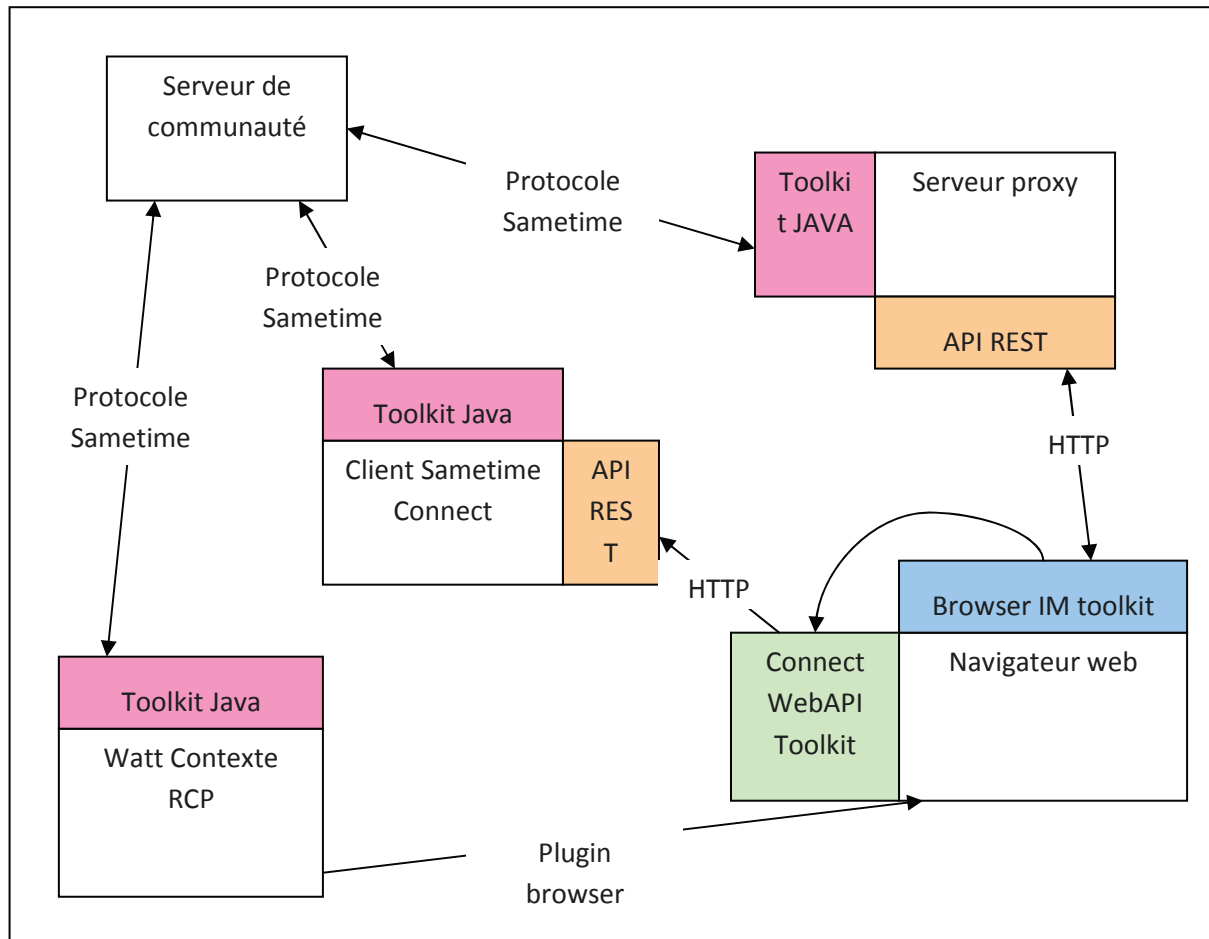 Serveur de
communauté
Protocole
Sametime
Toolki
t JAVA
Serveur proxy
API REST
Protocole
Sametime
Protocole
Sametime
Toolkit Java
Client Sametime
Connect
API
RES
T
HTTP
HTTP
Browser IM toolkit
Connect
WebAPI
Toolkit
Navigateur web
Toolkit Java
Watt Contexte
RCP
Plugin
browser